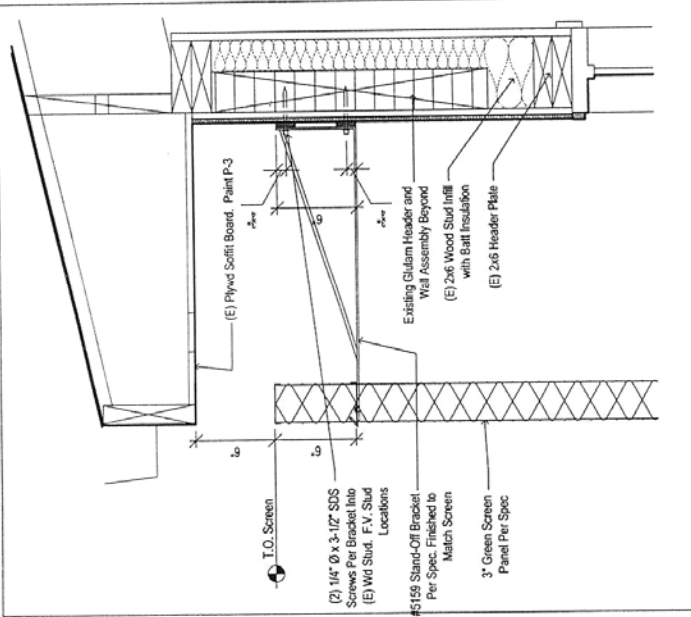 (E) Plywd Soffit Board. Paint P-3
6"
6"
6"
T.O. Screen
(2) 1/4" Ø x 3-1/2" SDS
Screws Per Bracket Into
(E) Wd Stud. F.V. Stud
Locations
#5159 Stand-Off Bracket
Per Spec. Finished to
Match Screen
3" Green Screen
Panel Per Spec
Existing Glulam Header and
Wall Assembly Beyond
(E) 2x6 Wood Stud Infill
with Batt Insulation
(E) 2x6 Header Plate